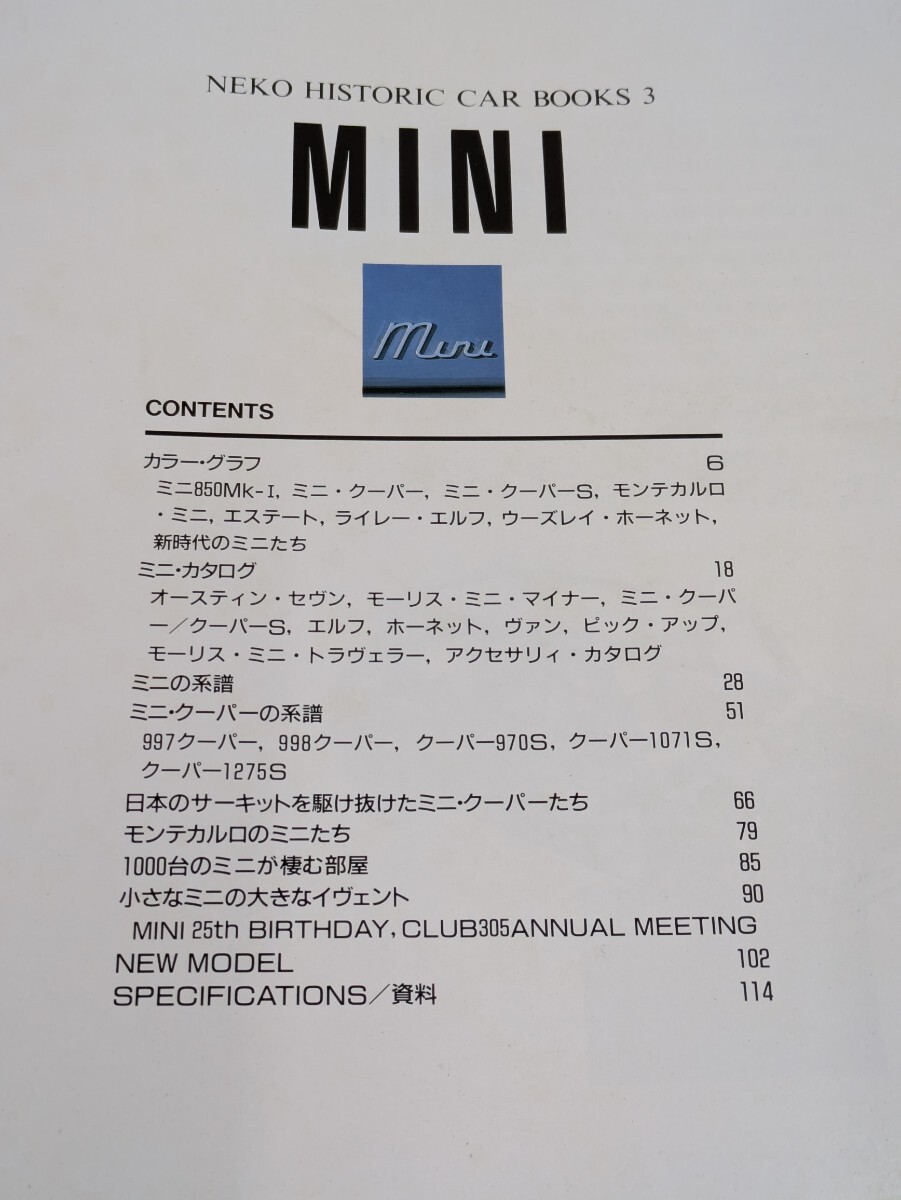 NEKO HISTORIC CAR BOOKS 3
MINI
Mini
CONTENTS
カラー・グラフ 6
ミニ850Mk-I, ミニ・クーパー, ミニ・クーパーS, モンテカルロ
・ミニ, エステート, ライレー・エルフ, ウーズレイ・ホーネット,
新時代のミニたち
ミニ・カタログ 18
オースティン・セヴン, モーリス・ミニ・マイナー, ミニ・クーパ
ー／クーパーS, エルフ, ホーネット, ヴァン, ピック・アップ,
モーリス・ミニ・トラヴェラー, アクセサリィ・カタログ
ミニの系譜 28
ミニ・クーパーの系譜 51
997クーパー, 998クーパー, クーパー970S, クーパー1071S,
クーパー1275S
日本のサーキットを駆け抜けたミニ・クーパーたち 66
モンテカルロのミニたち 79
1000台のミニが棲む部屋 85
小さなミニの大きなイヴェント 90
MINI 25th BIRTHDAY, CLUB305ANNUAL MEETING
NEW MODEL 102
SPECIFICATIONS／資料 114